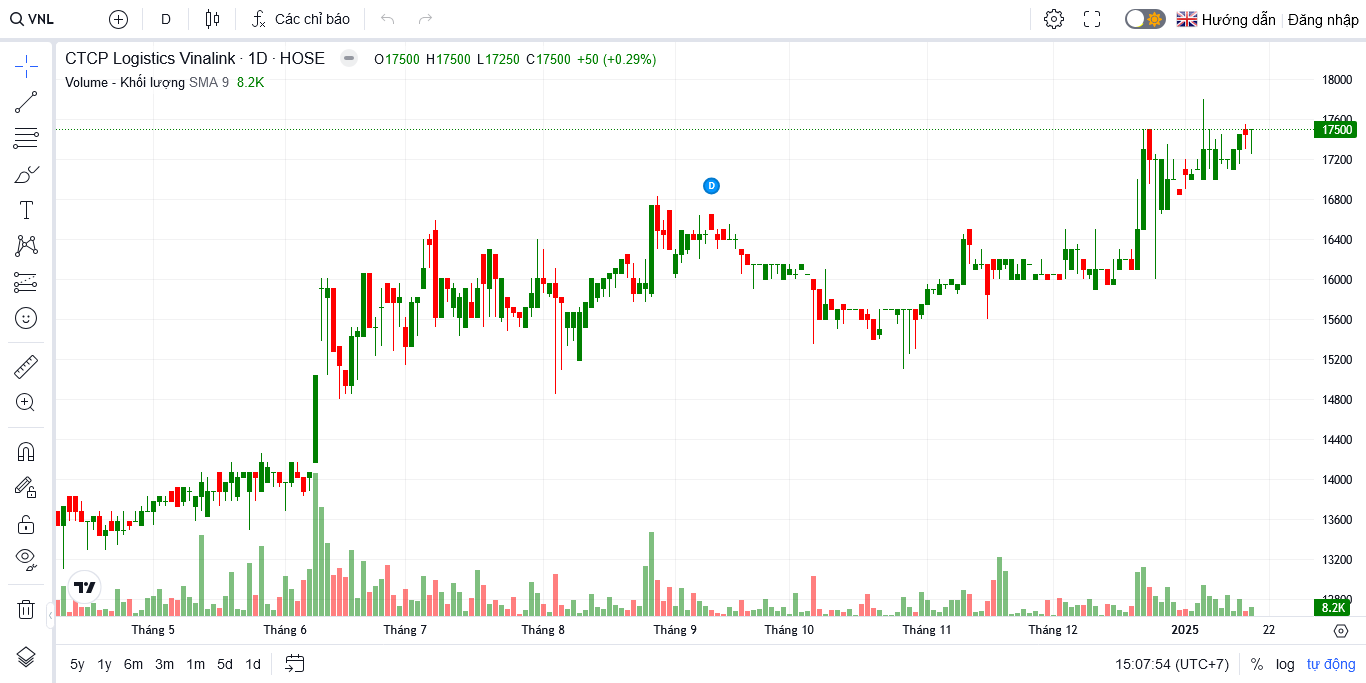 VNL D Các chỉ báo Hướng dẫn Đăng nhập
CTCP Logistics Vinalink · 1D · HOSE O17500 H17500 L17250 C17500 +50 (+0.29%)
Volume - Khối lượng SMA 9 8.2K
18000
17600
17500
17200
16800
D
16400
16000
15600
15200
14800
14400
14000
13600
13200
12800
8.2K
Tháng 5 Tháng 6 Tháng 7 Tháng 8 Tháng 9 Tháng 10 Tháng 11 Tháng 12 2025 22
5y 1y 6m 3m 1m 5d 1d 15:07:54 (UTC+7) % log tự động